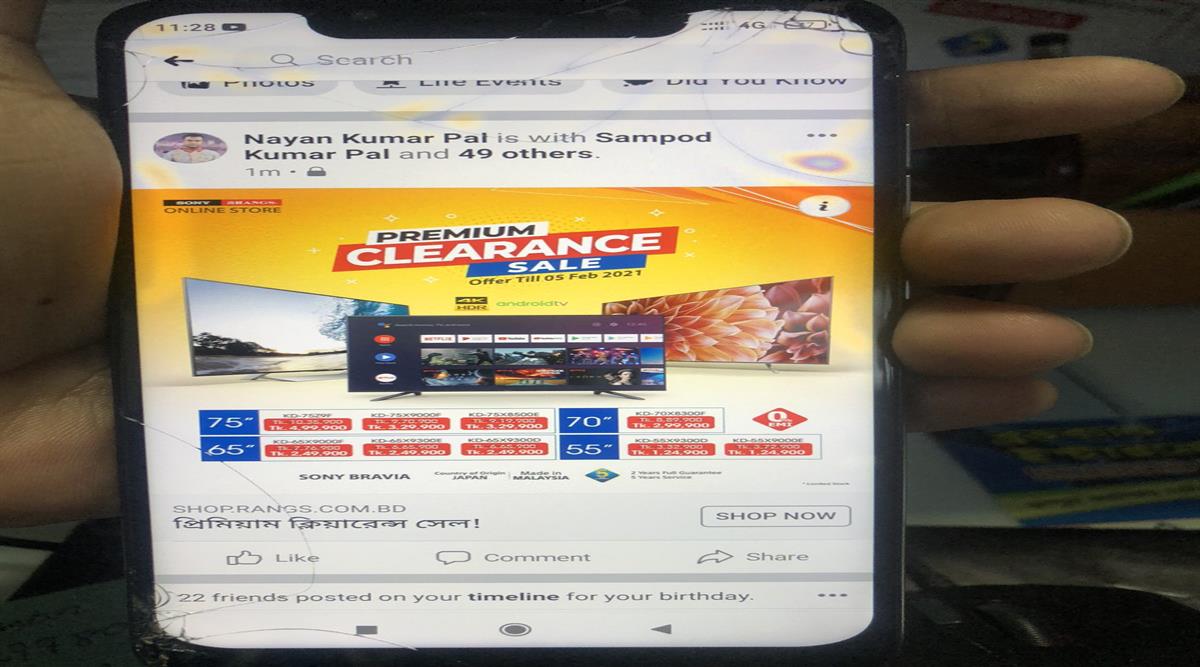 11:28
4G
Search
Photos
Life Events
Did You Know
Nayan Kumar Pal is with Sampod
Kumar Pal and 49 others.
1m
SONY RANGS
ONLINE STORE
PREMIUM
CLEARANCE
SALE
Offer Till 05 Feb 2021
4K
HDR
androidtv
NETFLIX
75"
KD-75Z9F
Tk. 4,99,900
KD-75X9000F
Tk. 3,29,900
KD-75X8500E
Tk. 3,29,900
70"
KD-70X8300F
Tk. 2,99,900
0%
EMI
65"
KD-65X9000F
Tk. 2,49,900
KD-65X9300E
Tk. 2,49,900
KD-65X9300D
Tk. 2,49,900
55"
KD-55X9300D
Tk. 1,24,900
KD-55X9000E
Tk. 1,24,900
SONY BRAVIA
Country of Origin
JAPAN
Made in
MALAYSIA
5
2 Years Full Guarantee
5 Years Service
* Limited Stock
SHOP.RANGS.COM.BD
প্রিমিয়াম ক্লিয়ারেন্স সেল!
SHOP NOW
Like
Comment
Share
22 friends posted on your timeline for your birthday.